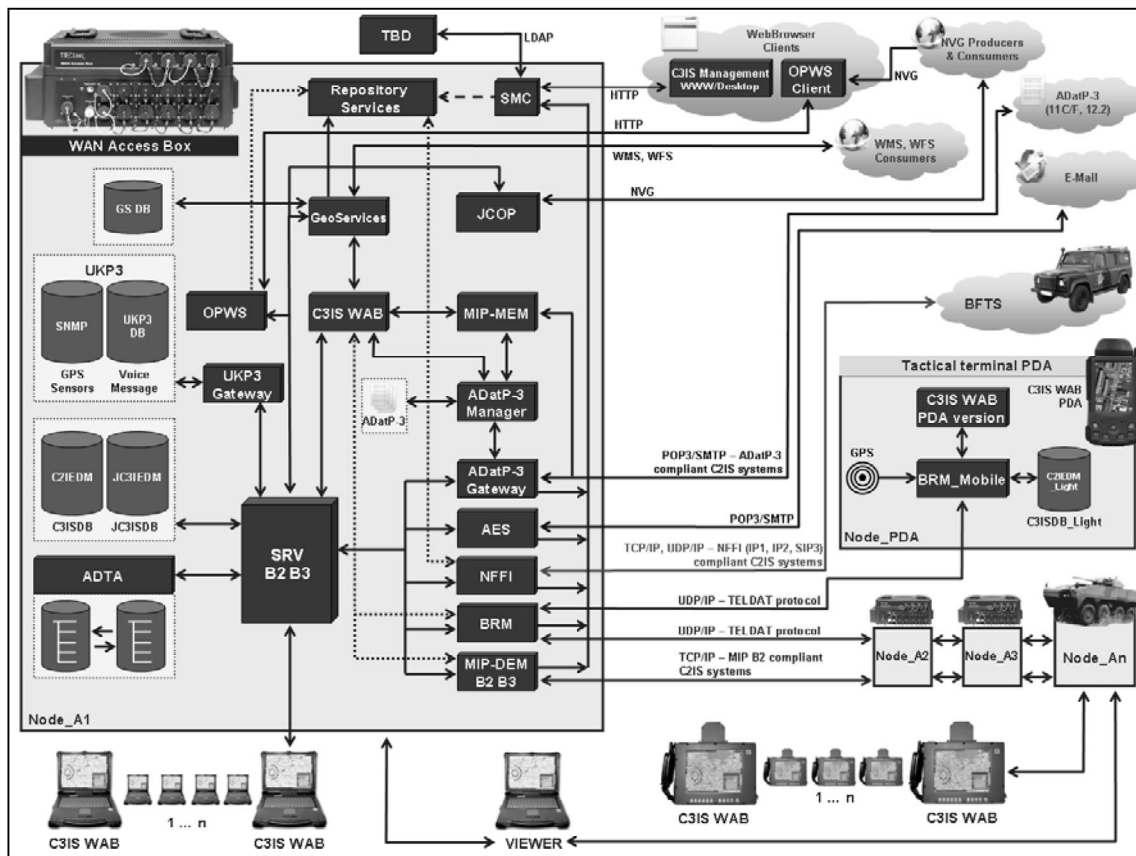 TBD
LDAP
WebBrowser
Clients
C3IS Management
WWW/Desktop
OPWS
Client
NVG Producers
& Consumers
NVG
HTTP
HTTP
ADatP-3
(11C/F, 12.2)
WAN Access Box
Repository
Services
SMC
WMS, WFS
WMS, WFS
Consumers
E-Mail
NVG
GS DB
GeoServices
JCOP
UKP3
SNMP
UKP3
DB
GPS
Sensors
Voice
Message
OPWS
C3IS WAB
MIP-MEM
BFTS
UKP3
Gateway
ADatP-3
ADatP-3
Manager
Tactical terminal PDA
C3IS WAB
PDA version
C3IS WAB
PDA
POP3/SMTP – ADatP-3
compliant C2IS systems
ADatP-3
Gateway
GPS
BRM_Mobile
C2IEDM
_Light
C3ISDB_Light
Node_PDA
C2IEDM
JC3IEDM
C3ISDB
JC3ISDB
AES
POP3/SMTP
SRV
B2 B3
TCP/IP, UDP/IP – NFFI (IP1, IP2, SIP3)
compliant C2IS systems
NFFI
ADTA
UDP/IP – TELDAT protocol
BRM
UDP/IP – TELDAT protocol
MIP-DEM
B2 B3
TCP/IP – MIP B2 compliant
C2IS systems
Node_A2
Node_A3
Node_An
Node_A1
1 ... n
C3IS WAB
C3IS WAB
VIEWER
1 ... n
C3IS WAB
C3IS WAB